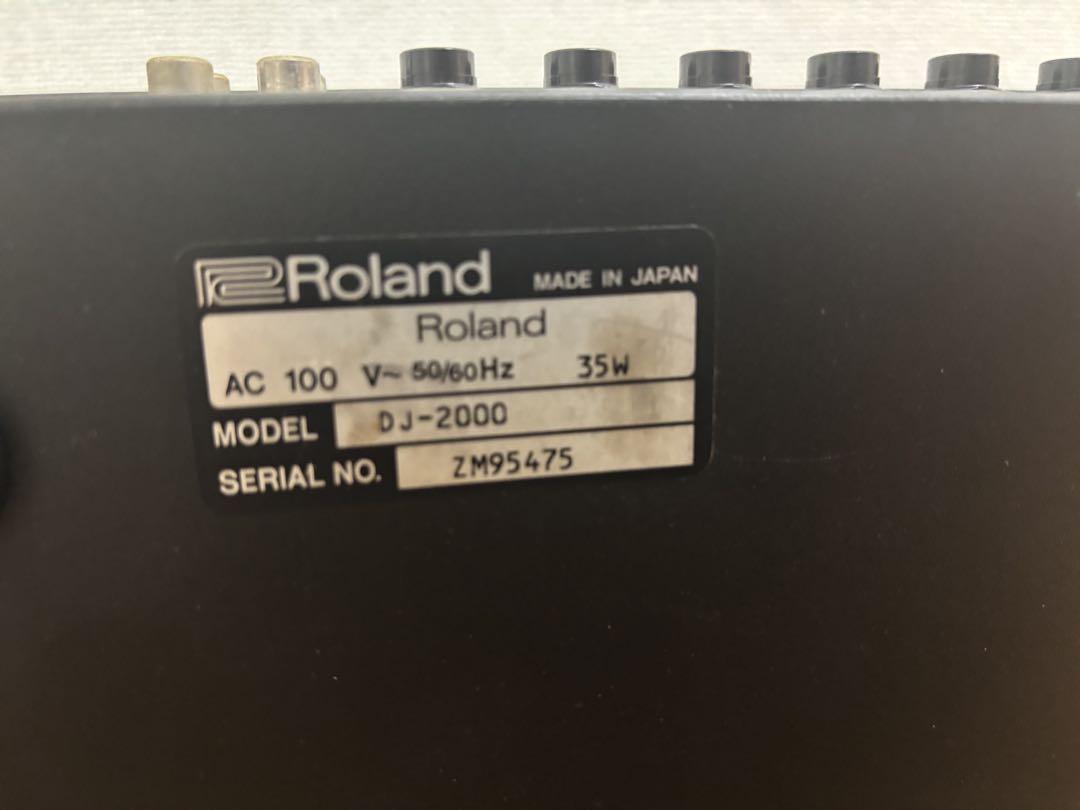 Roland MADE IN JAPAN
Roland
AC 100 V~ 50/60Hz 35W
MODEL DJ-2000
SERIAL NO. ZM95475